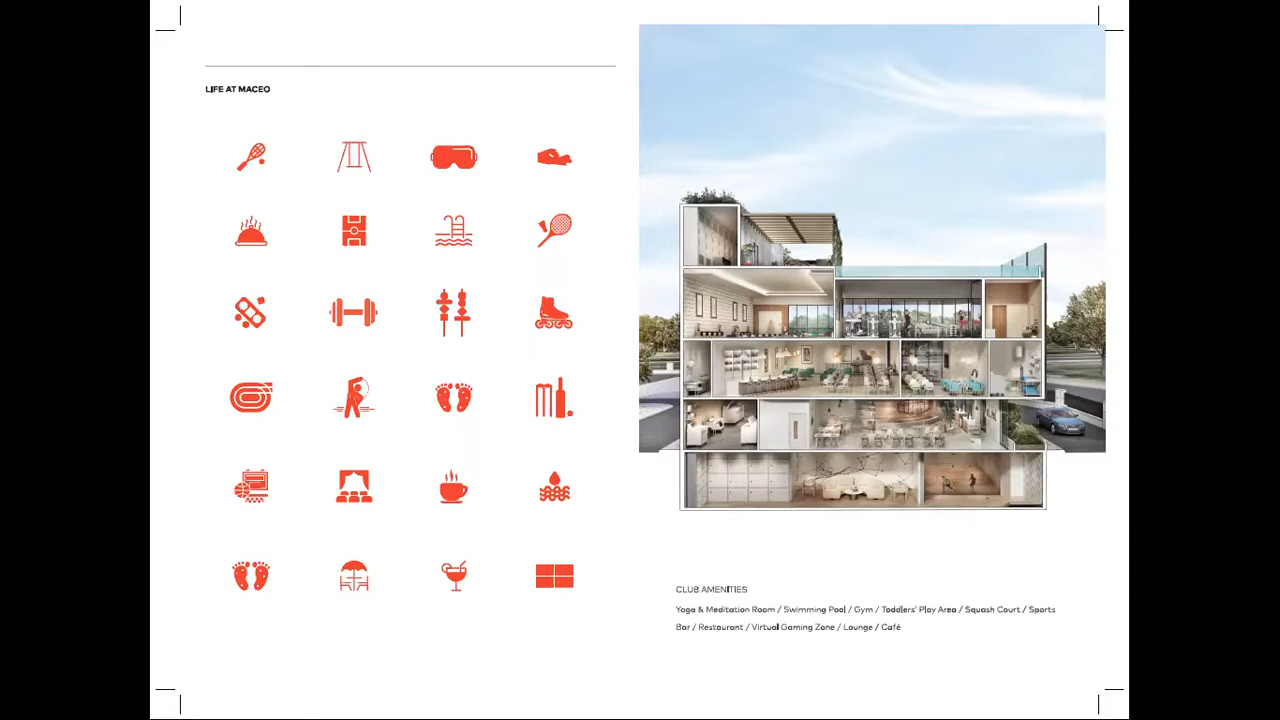 LIFE AT MACEO
CLUB AMENITIES
Yoga & Meditation Room / Swimming Pool / Gym / Toddlers' Play Area / Squash Court / Sports
Bar / Restaurant / Virtual Gaming Zone / Lounge / Café